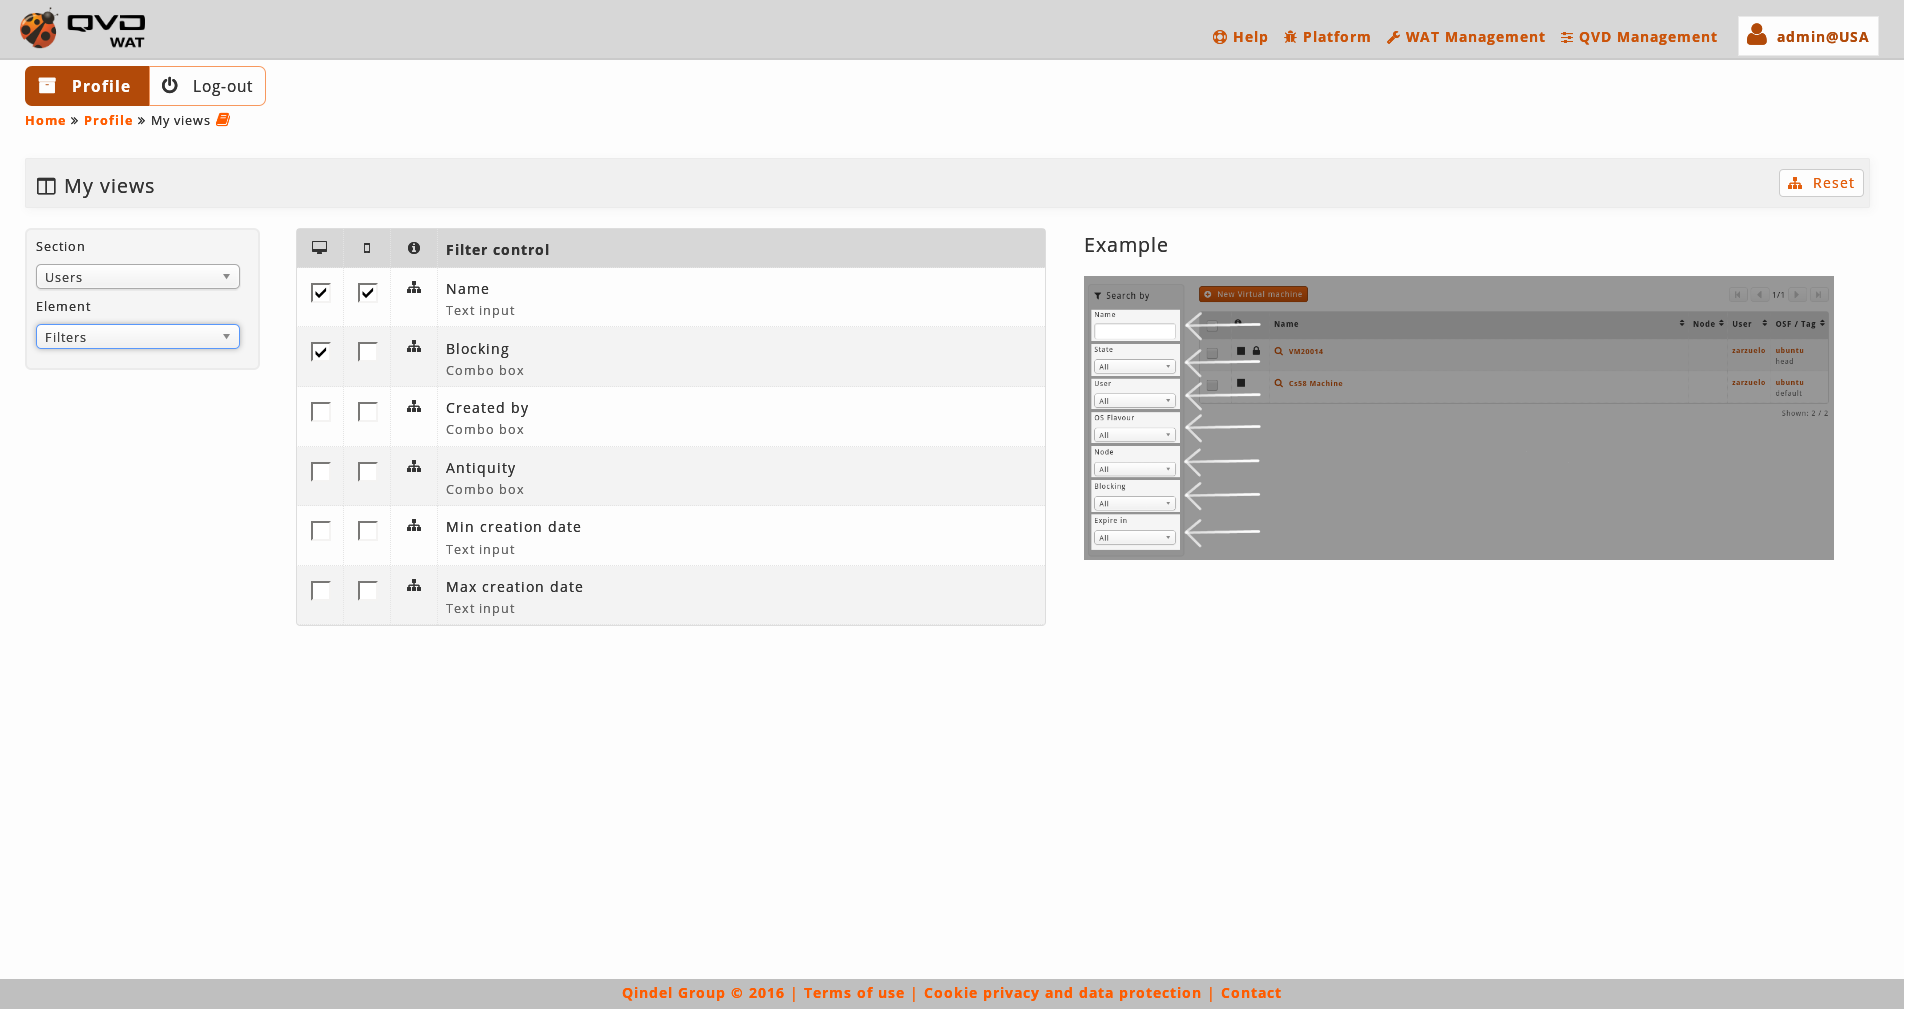 QVD
WAT
Help Platform WAT Management QVD Management admin@USA
Profile Log-out
Home » Profile » My views
My views
Reset
Section
Users
Element
Filters
Filter control
Name
Text input
Blocking
Combo box
Created by
Combo box
Antiquity
Combo box
Min creation date
Text input
Max creation date
Text input
Example
Search by
Name
State
All
User
All
OS Flavour
All
Node
All
Blocking
All
Expire in
All
New Virtual machine
1/1
Name Node User OSF / Tag
VM20014 zarzuelo ubuntu
head
Cs58 Machine zarzuelo ubuntu
default
Shown: 2 / 2
Qindel Group © 2016 | Terms of use | Cookie privacy and data protection | Contact